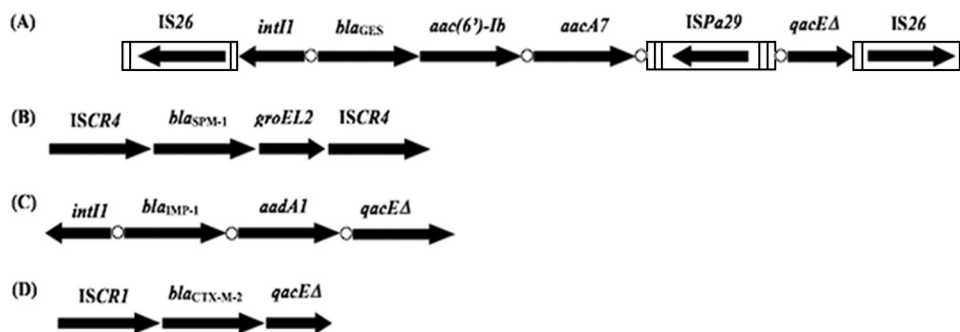 (A) IS26 intI1 blaGES aac(6’)-Ib aacA7 ISPa29 qacEΔ IS26
(B) ISCR4 blaSPM-1 groEL2 ISCR4
(C) intI1 blaIMP-1 aadA1 qacEΔ
(D) ISCR1 blaCTX-M-2 qacEΔ